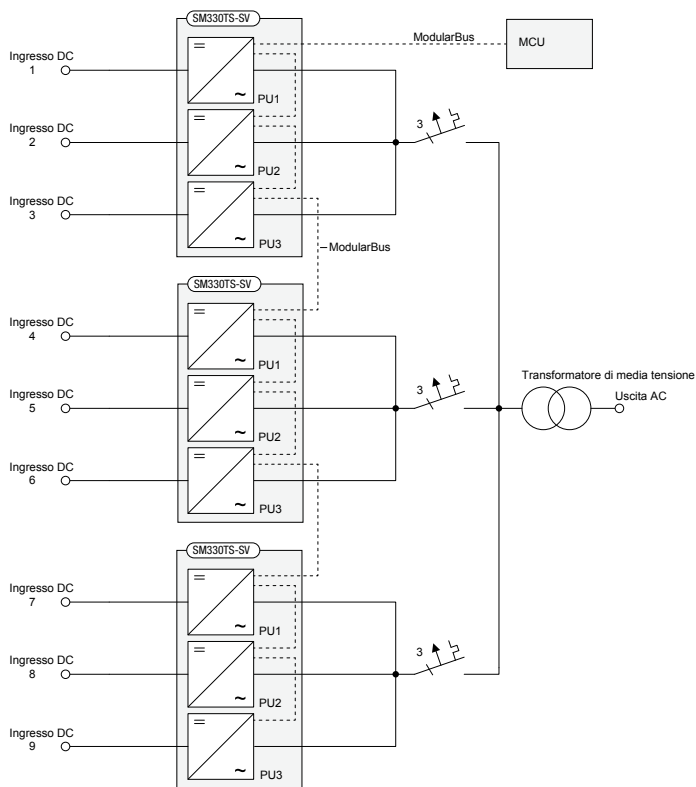 SM330TS-SV
ModularBus
MCU
Ingresso DC
1
=
~
PU1
Ingresso DC
2
=
~
PU2
3
Ingresso DC
3
=
~
PU3
ModularBus
SM330TS-SV
Ingresso DC
4
=
~
PU1
Ingresso DC
5
=
~
PU2
3
Transformatore di media tensione
Uscita AC
Ingresso DC
6
=
~
PU3
SM330TS-SV
Ingresso DC
7
=
~
PU1
Ingresso DC
8
=
~
PU2
3
Ingresso DC
9
=
~
PU3